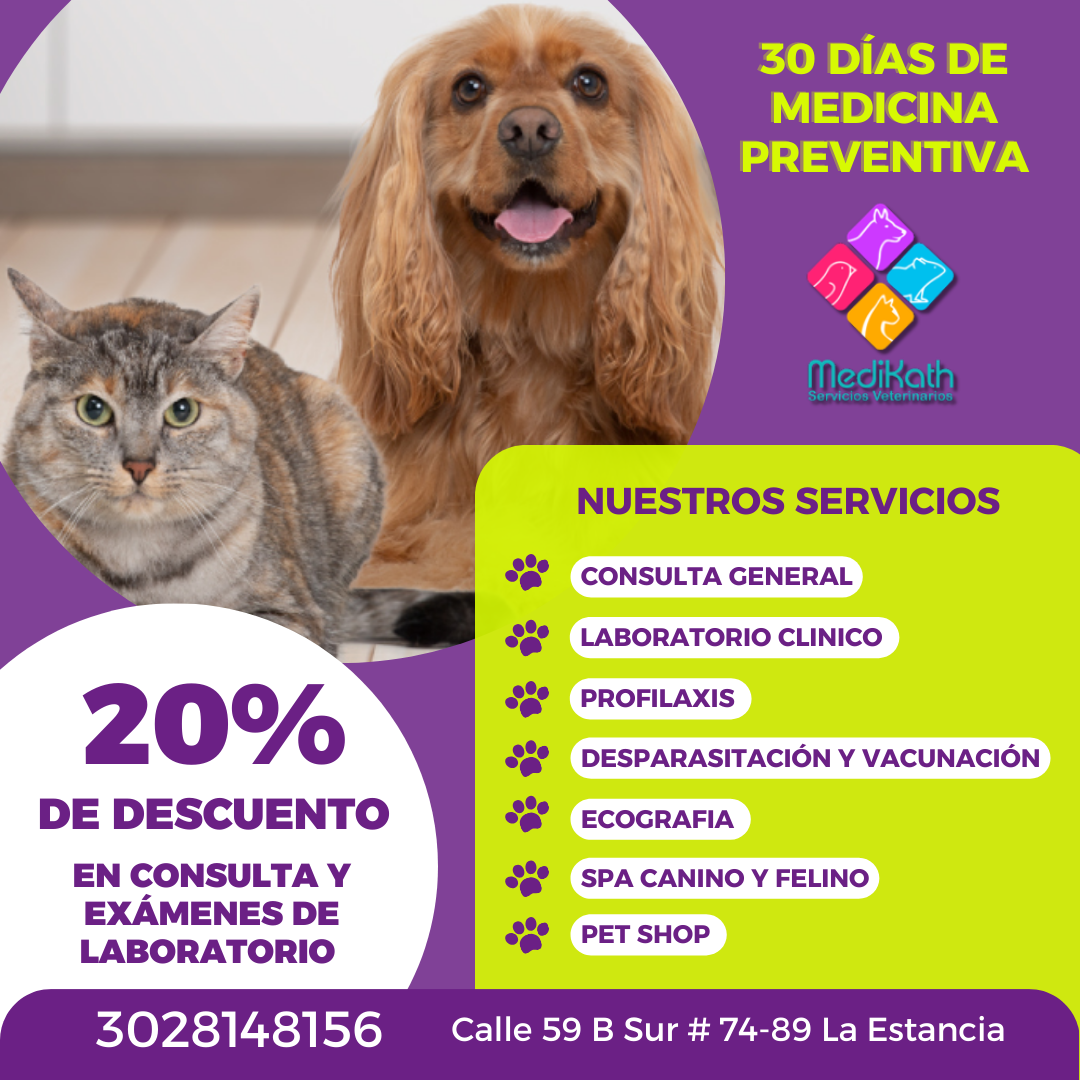 30 DÍAS DE
MEDICINA
PREVENTIVA
MediKath
Servicios Veterinarios
NUESTROS SERVICIOS
CONSULTA GENERAL
LABORATORIO CLINICO
PROFILAXIS
DESPARASITACIÓN Y VACUNACIÓN
ECOGRAFIA
SPA CANINO Y FELINO
PET SHOP
20%
DE DESCUENTO
EN CONSULTA Y
EXÁMENES DE
LABORATORIO
3028148156
Calle 59 B Sur # 74-89 La Estancia